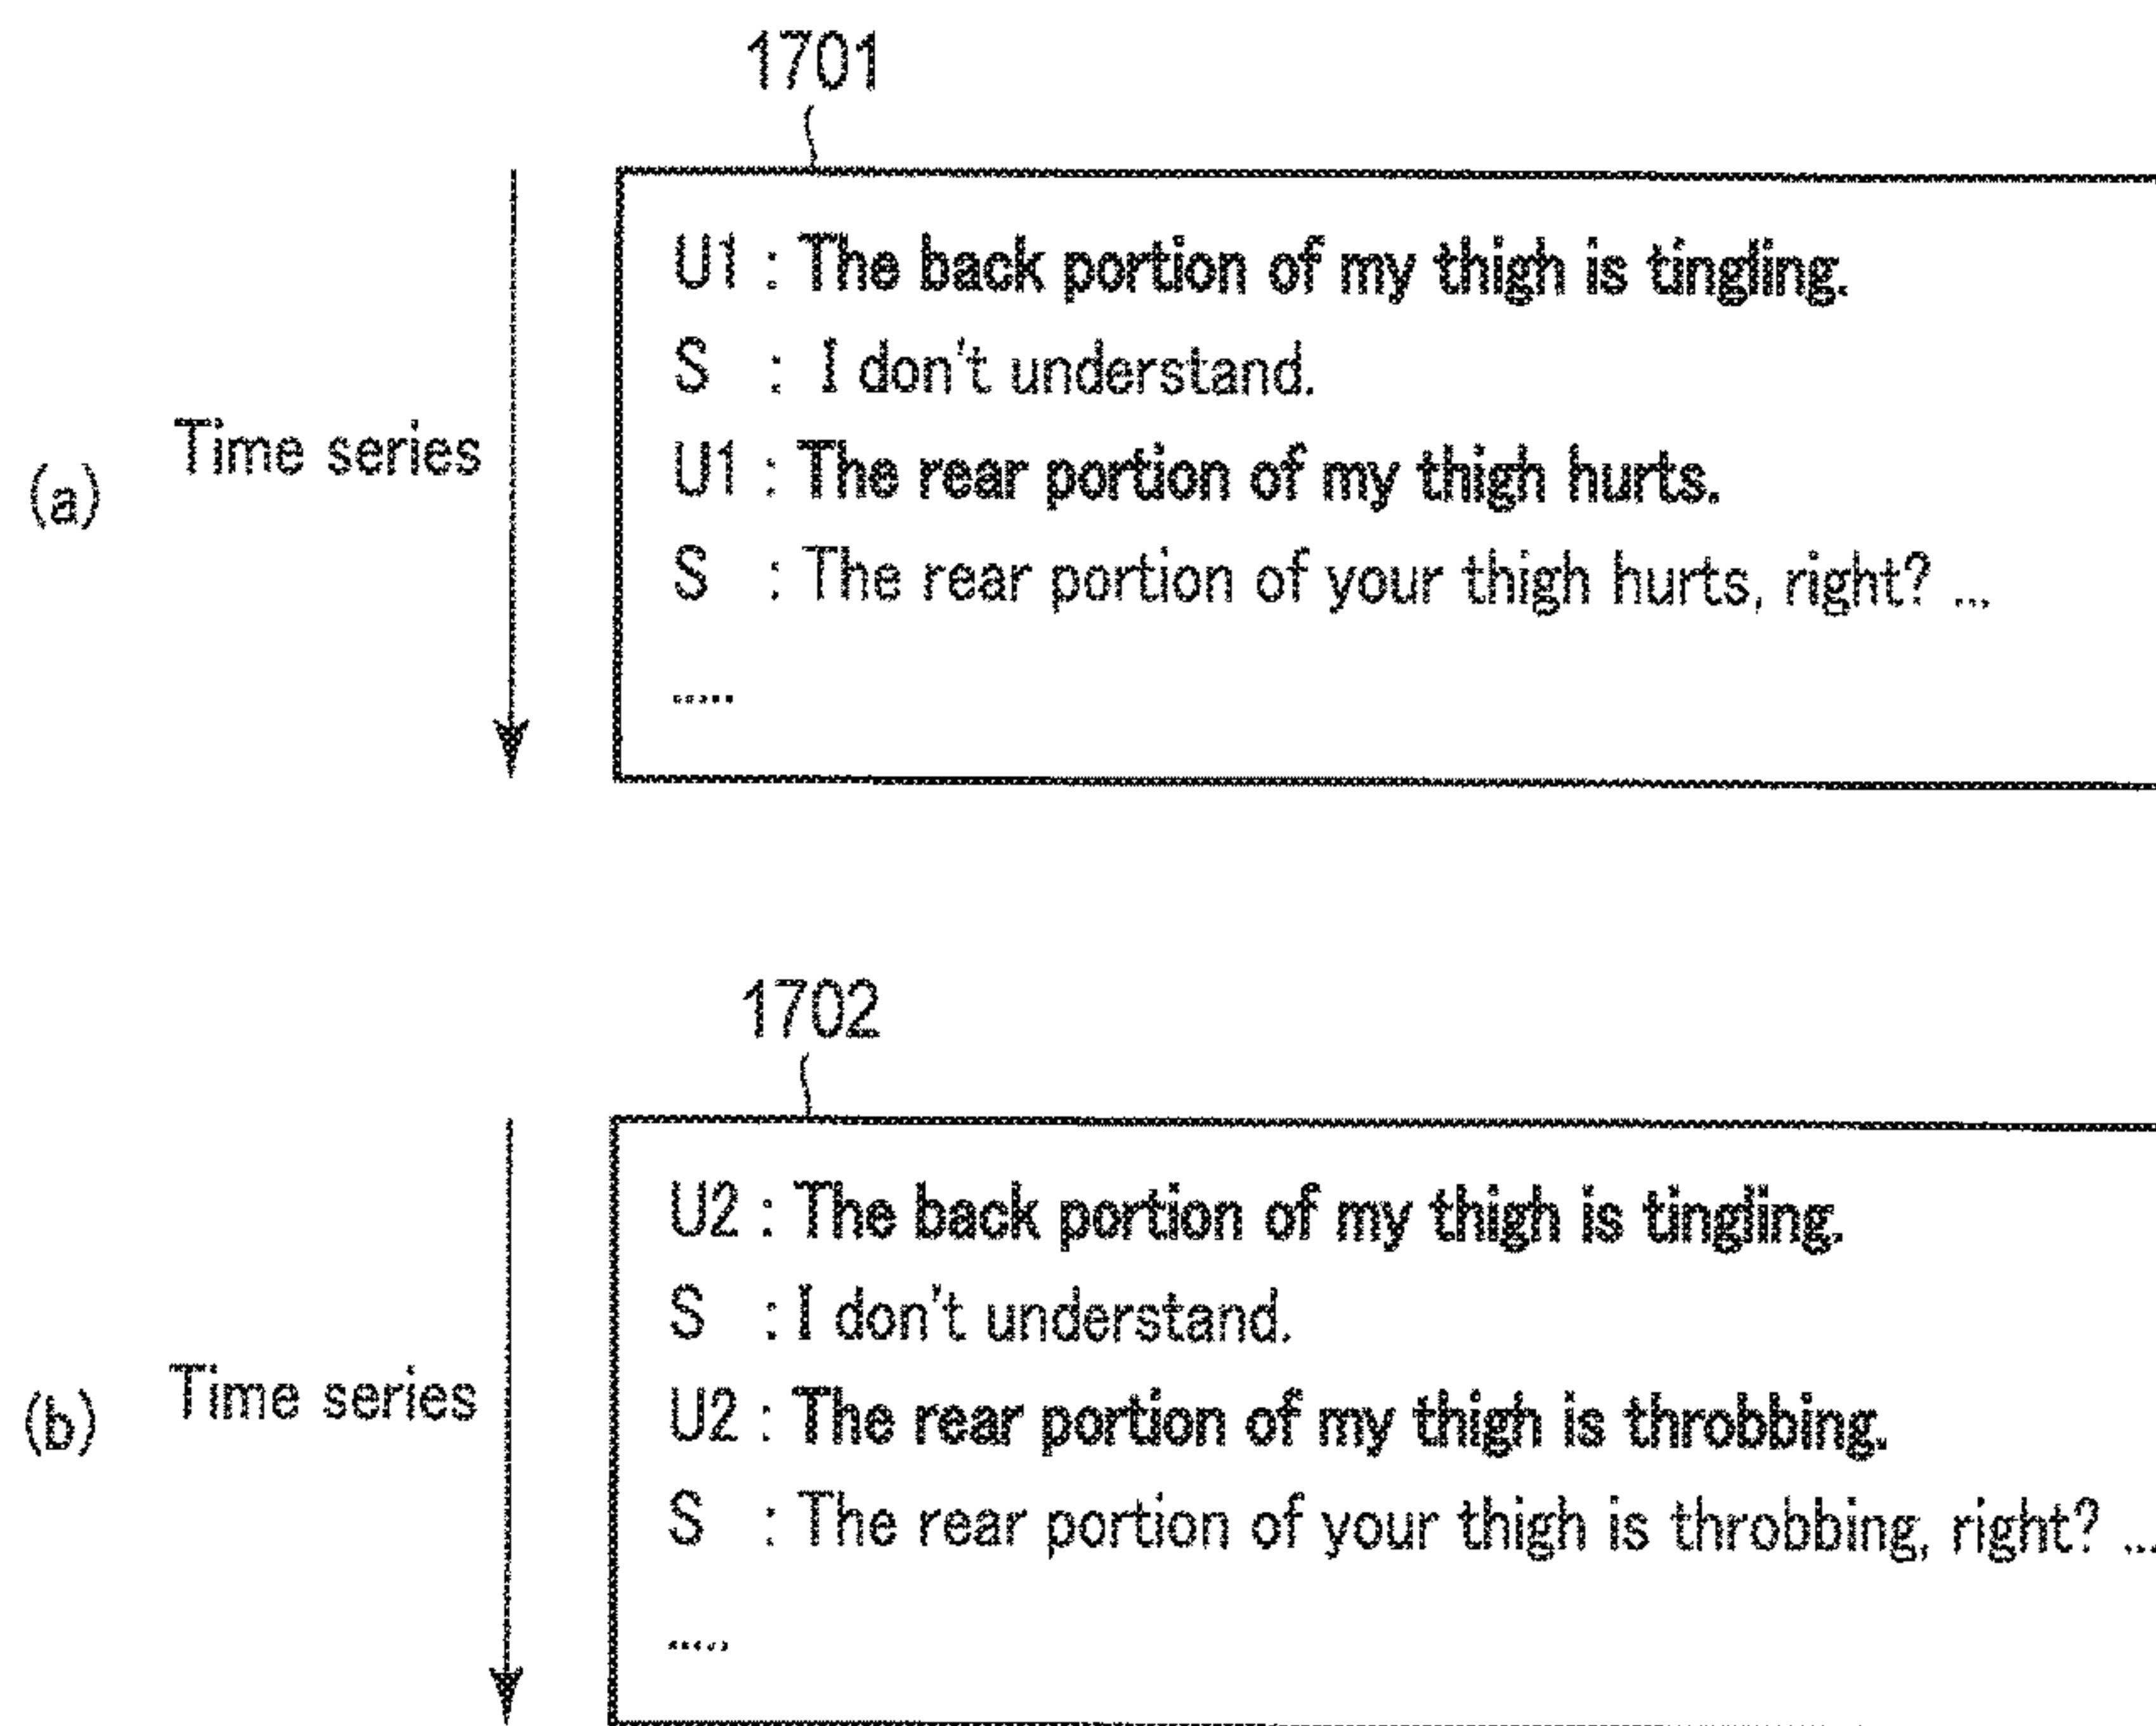 1701
U1 : The back portion of my thigh is tingling.
S : I don't understand.
(a) Time series
U1 : The rear portion of my thigh hurts.
S : The rear portion of your thigh hurts, right? ...
.....
1702
U2 : The back portion of my thigh is tingling.
S : I don't understand.
(b) Time series
U2 : The rear portion of my thigh is throbbing.
S : The rear portion of your thigh is throbbing, right? ...
.....